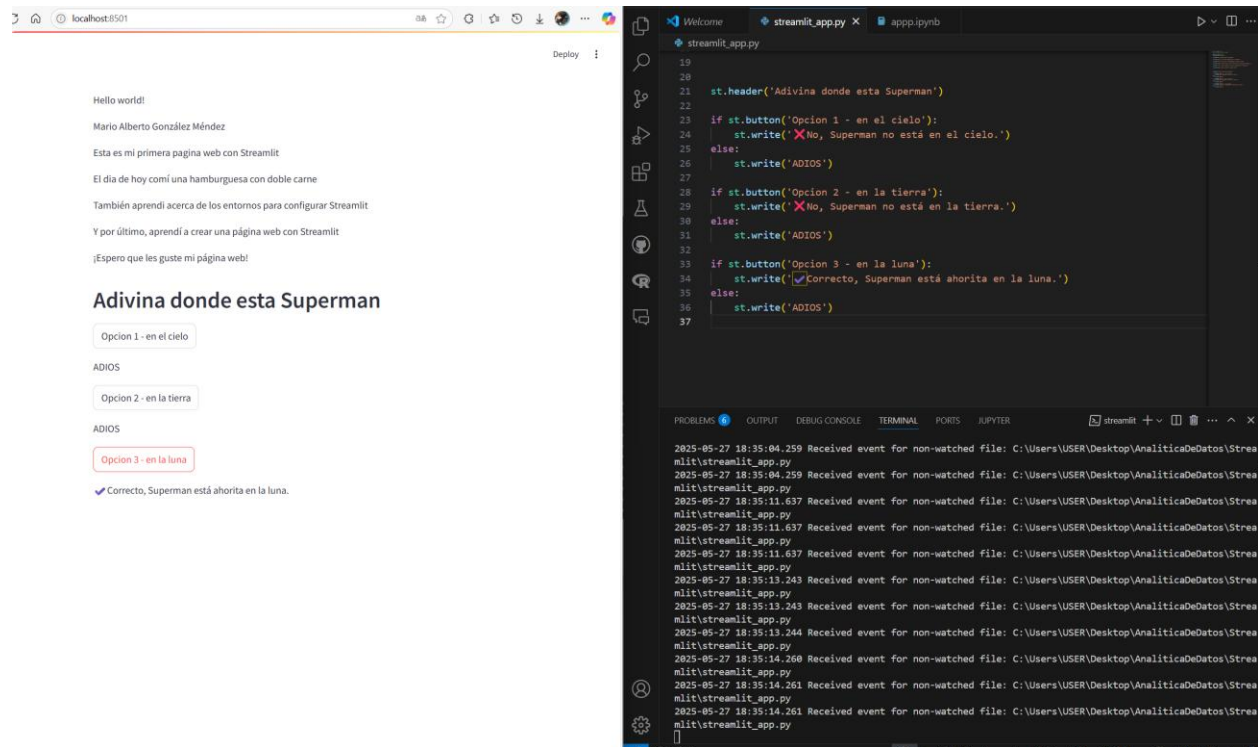 localhost:8501
Deploy
Hello world!
Mario Alberto González Méndez
Esta es mi primera pagina web con Streamlit
El dia de hoy comí una hamburguesa con doble carne
También aprendi acerca de los entornos para configurar Streamlit
Y por último, aprendí a crear una página web con Streamlit
¡Espero que les guste mi página web!
Adivina donde esta Superman
Opcion 1 - en el cielo
ADIOS
Opcion 2 - en la tierra
ADIOS
Opcion 3 - en la luna
✔Correcto, Superman está ahorita en la luna.
Welcome streamlit_app.py appp.ipynb
streamlit_app.py
19
20
21 st.header('Adivina donde esta Superman')
22
23 if st.button('Opcion 1 - en el cielo'):
24 st.write('❌No, Superman no está en el cielo.')
25 else:
26 st.write('ADIOS')
27
28 if st.button('Opcion 2 - en la tierra'):
29 st.write('❌No, Superman no está en la tierra.')
30 else:
31 st.write('ADIOS')
32
33 if st.button('Opcion 3 - en la luna'):
34 st.write('✔Correcto, Superman está ahorita en la luna.')
35 else:
36 st.write('ADIOS')
37
PROBLEMS 6 OUTPUT DEBUG CONSOLE TERMINAL PORTS JUPYTER streamlit
2025-05-27 18:35:04.259 Received event for non-watched file: C:\Users\USER\Desktop\AnaliticaDeDatos\Strea
mlit\streamlit_app.py
2025-05-27 18:35:04.259 Received event for non-watched file: C:\Users\USER\Desktop\AnaliticaDeDatos\Strea
mlit\streamlit_app.py
2025-05-27 18:35:11.637 Received event for non-watched file: C:\Users\USER\Desktop\AnaliticaDeDatos\Strea
mlit\streamlit_app.py
2025-05-27 18:35:11.637 Received event for non-watched file: C:\Users\USER\Desktop\AnaliticaDeDatos\Strea
mlit\streamlit_app.py
2025-05-27 18:35:11.637 Received event for non-watched file: C:\Users\USER\Desktop\AnaliticaDeDatos\Strea
mlit\streamlit_app.py
2025-05-27 18:35:13.243 Received event for non-watched file: C:\Users\USER\Desktop\AnaliticaDeDatos\Strea
mlit\streamlit_app.py
2025-05-27 18:35:13.243 Received event for non-watched file: C:\Users\USER\Desktop\AnaliticaDeDatos\Strea
mlit\streamlit_app.py
2025-05-27 18:35:13.244 Received event for non-watched file: C:\Users\USER\Desktop\AnaliticaDeDatos\Strea
mlit\streamlit_app.py
2025-05-27 18:35:14.260 Received event for non-watched file: C:\Users\USER\Desktop\AnaliticaDeDatos\Strea
mlit\streamlit_app.py
2025-05-27 18:35:14.261 Received event for non-watched file: C:\Users\USER\Desktop\AnaliticaDeDatos\Strea
mlit\streamlit_app.py
2025-05-27 18:35:14.261 Received event for non-watched file: C:\Users\USER\Desktop\AnaliticaDeDatos\Strea
mlit\streamlit_app.py